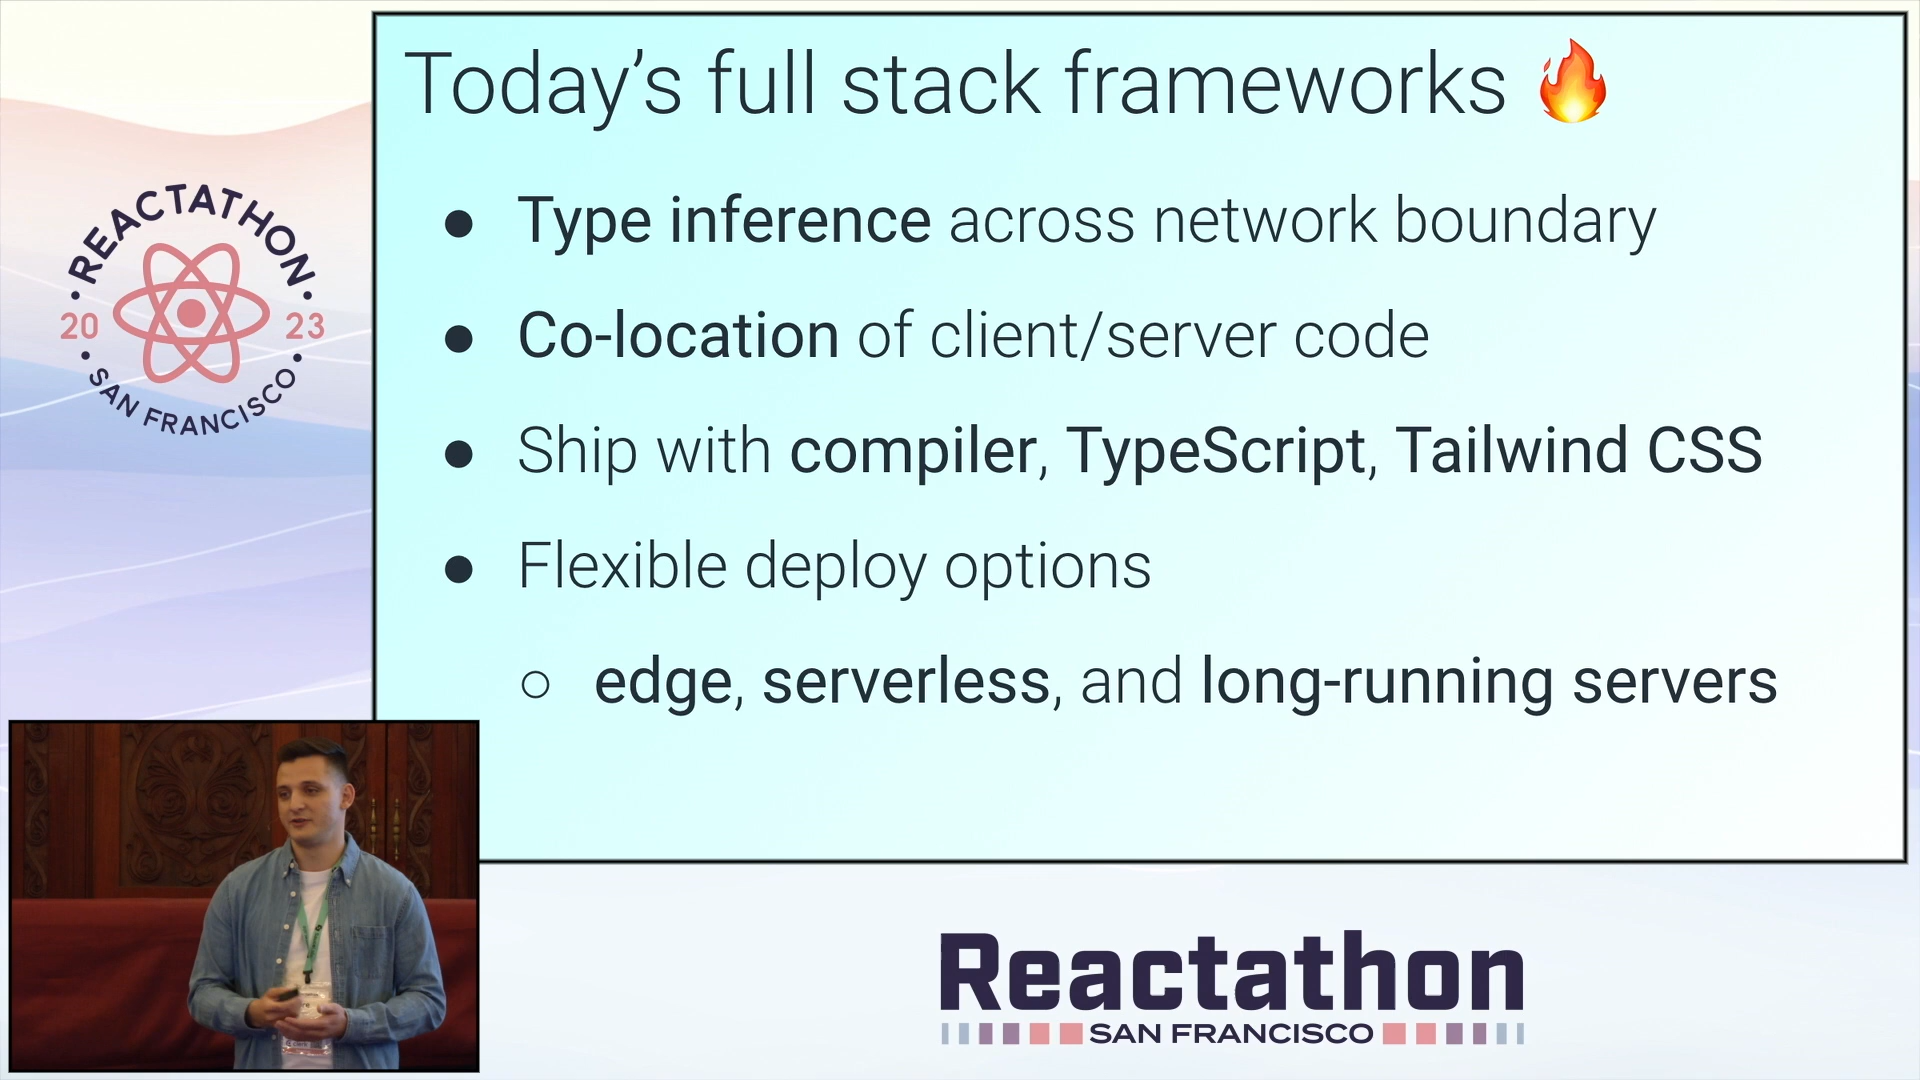 Today’s full stack frameworks 🔥
● Type inference across network boundary
● Co-location of client/server code
● Ship with compiler, TypeScript, Tailwind CSS
● Flexible deploy options
○ edge, serverless, and long-running servers
· REACTATHON ·
20 23
· SAN FRANCISCO ·
Reactathon
SAN FRANCISCO